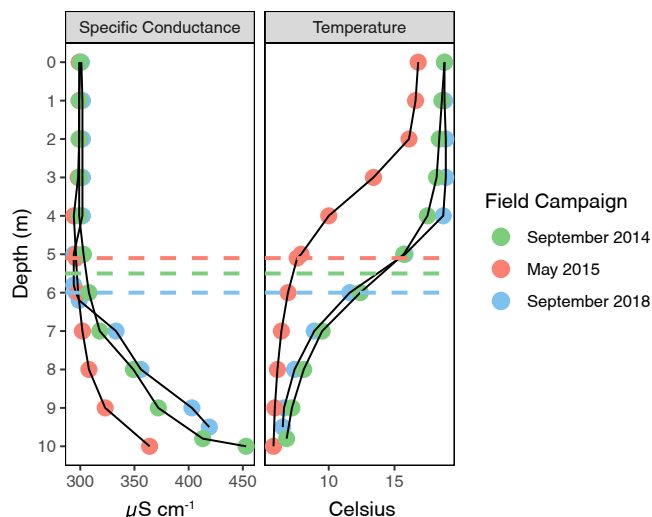 Specific Conductance
Temperature
Depth (m)
0
1
2
3
4
5
6
7
8
9
10
300
350
400
450
10
15
μS cm⁻¹
Celsius
Field Campaign
September 2014
May 2015
September 2018